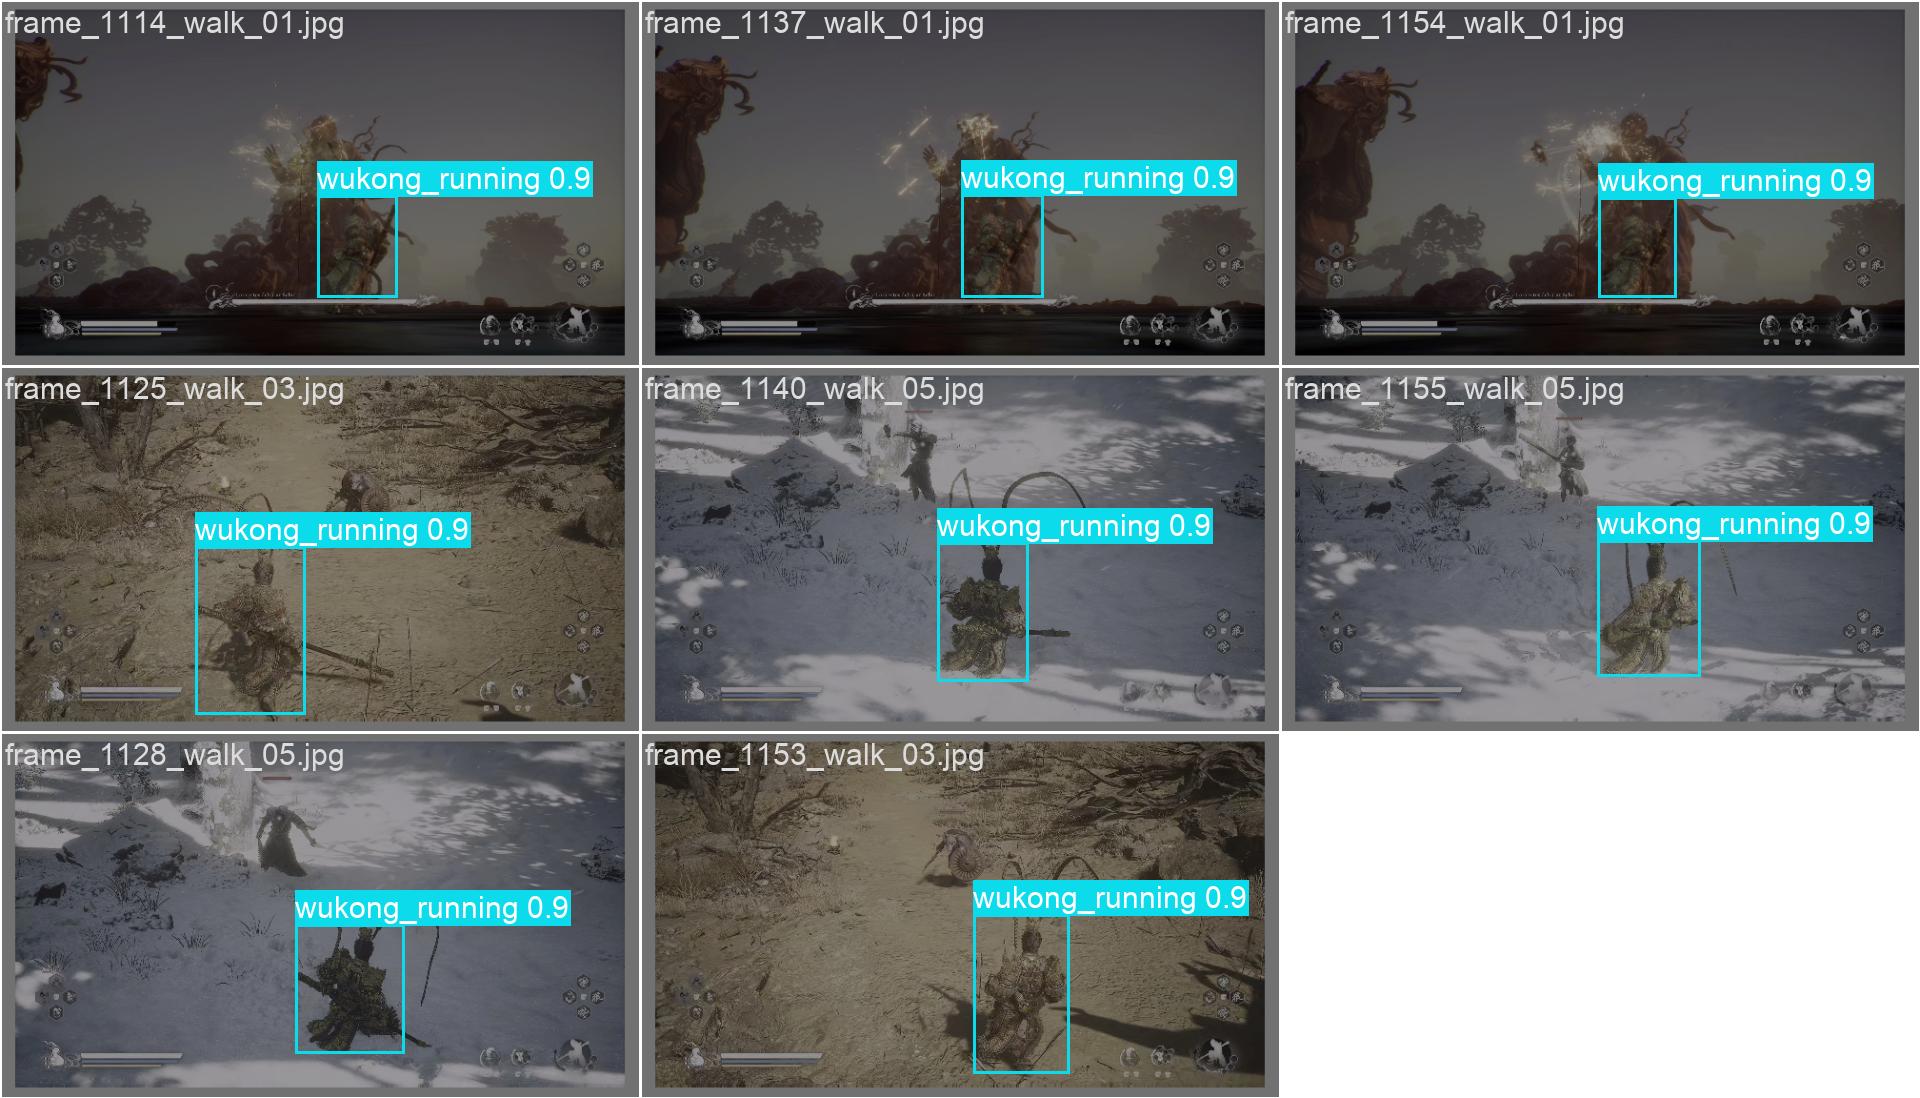 frame_1114_walk_01.jpg
wukong_running 0.9
frame_1137_walk_01.jpg
wukong_running 0.9
frame_1154_walk_01.jpg
wukong_running 0.9
frame_1125_walk_03.jpg
wukong_running 0.9
frame_1140_walk_05.jpg
wukong_running 0.9
frame_1155_walk_05.jpg
wukong_running 0.9
frame_1128_walk_05.jpg
wukong_running 0.9
frame_1153_walk_03.jpg
wukong_running 0.9